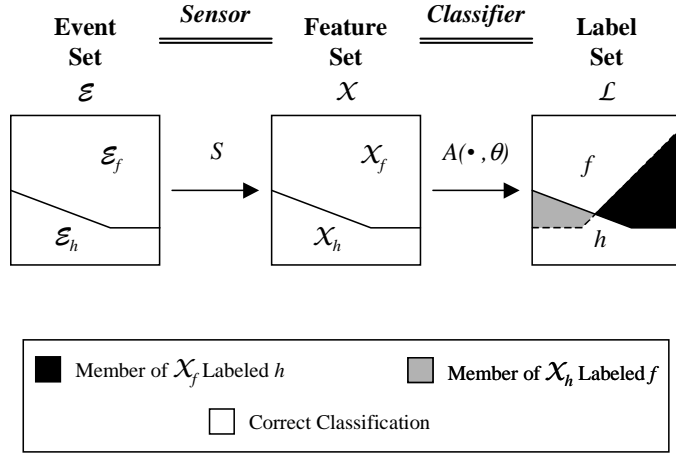 Event Set Sensor Feature Set Classifier Label Set
ℰ 𝒳 ℒ
ℰ_f S 𝒳_f A(•, θ) f
ℰ_h 𝒳_h h
Member of 𝒳_f Labeled h
Member of 𝒳_h Labeled f
Correct Classification